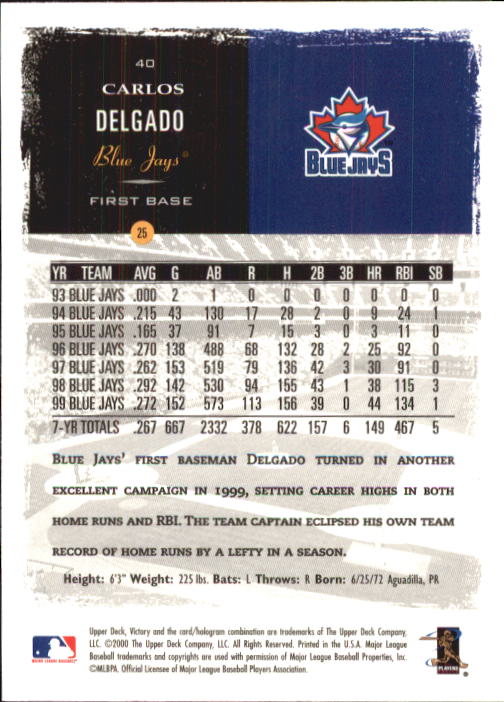 40
CARLOS
DELGADO
Blue Jays®
FIRST BASE
BLUE JAYS
25
YR TEAM AVG G AB R H 2B 3B HR RBI SB
93 BLUE JAYS .000 2 1 0 0 0 0 0 0 0
94 BLUE JAYS .215 43 130 17 28 2 0 9 24 1
95 BLUE JAYS .165 37 91 7 15 3 0 3 11 0
96 BLUE JAYS .270 138 488 68 132 28 2 25 92 0
97 BLUE JAYS .262 153 519 79 136 42 3 30 91 0
98 BLUE JAYS .292 142 530 94 155 43 1 38 115 3
99 BLUE JAYS .272 152 573 113 156 39 0 44 134 1
7-YR TOTALS .267 667 2332 378 622 157 6 149 467 5
BLUE JAYS' FIRST BASEMAN DELGADO TURNED IN ANOTHER
EXCELLENT CAMPAIGN IN 1999, SETTING CAREER HIGHS IN BOTH
HOME RUNS AND RBI. THE TEAM CAPTAIN ECLIPSED HIS OWN TEAM
RECORD OF HOME RUNS BY A LEFTY IN A SEASON.
Height: 6'3" Weight: 225 lbs. Bats: L Throws: R Born: 6/25/72 Aguadilla, PR
Upper Deck, Victory and the card/hologram combination are trademarks of The Upper Deck Company,
LLC. ©2000 The Upper Deck Company, LLC. All Rights Reserved. Printed in the U.S.A. Major League
Baseball trademarks and copyrights are used with permission of Major League Baseball Properties, Inc.
©MLBPA. Official Licensee of Major League Baseball Players Association.
MAJOR LEAGUE BASEBALL
PLAYERS